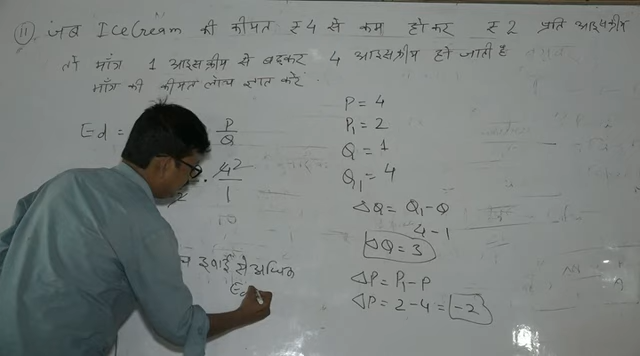 (11) जब IceCream की कीमत ₹4 से कम होकर ₹2 प्रति आइसक्रीम
तो मांग 1 आइसक्रीम से बढ़कर 4 आइसक्रीम हो जाती है
माँग की कीमत लोच ज्ञात करें
Ed = P/Q
4 2/1
इकाई से अधिक
Ed
P = 4
P₁ = 2
Q = 1
Q₁ = 4
ΔQ = Q₁-Q
4-1
ΔQ = 3
ΔP = P₁-P
ΔP = 2-4 = -2